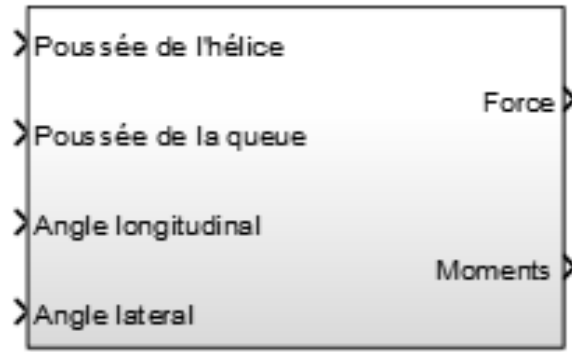 Poussée de l'hélice
Force
Poussée de la queue
Angle longitudinal
Moments
Angle lateral